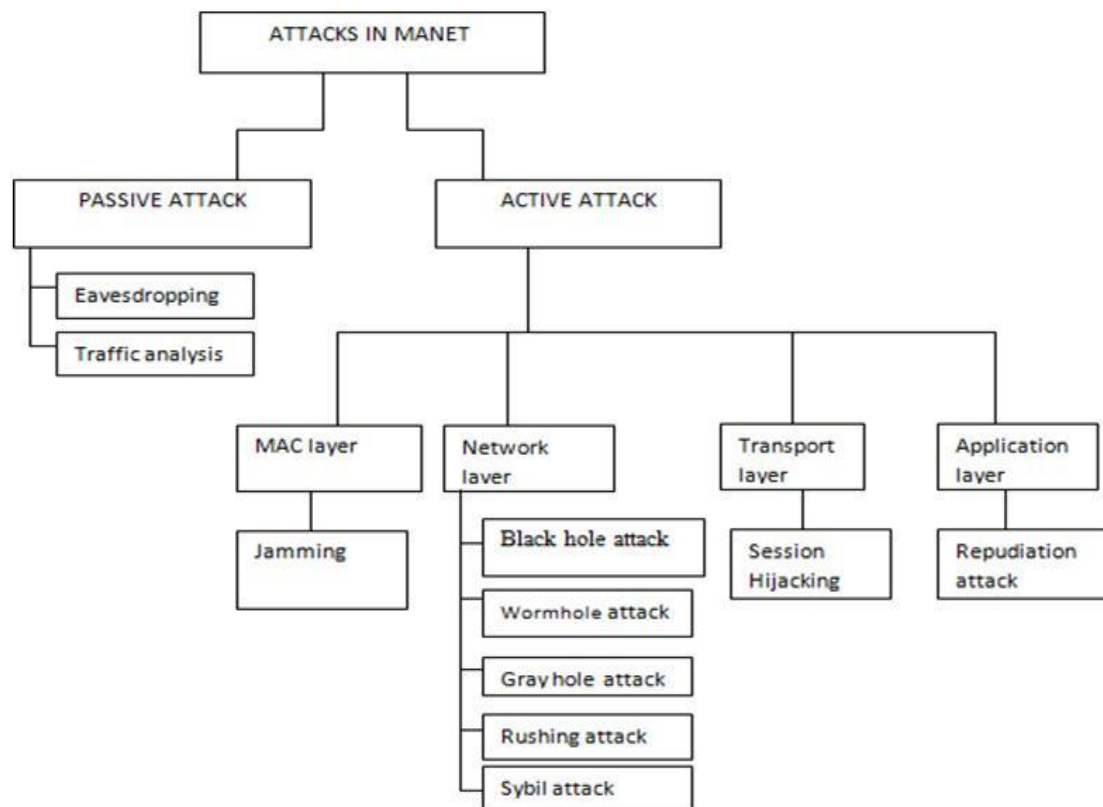 ATTACKS IN MANET
PASSIVE ATTACK
ACTIVE ATTACK
Eavesdropping
Traffic analysis
MAC layer
Jamming
Network
layer
Black hole attack
Wormhole attack
Gray hole attack
Rushing attack
Sybil attack
Transport
layer
Session
Hijacking
Application
layer
Repudiation
attack